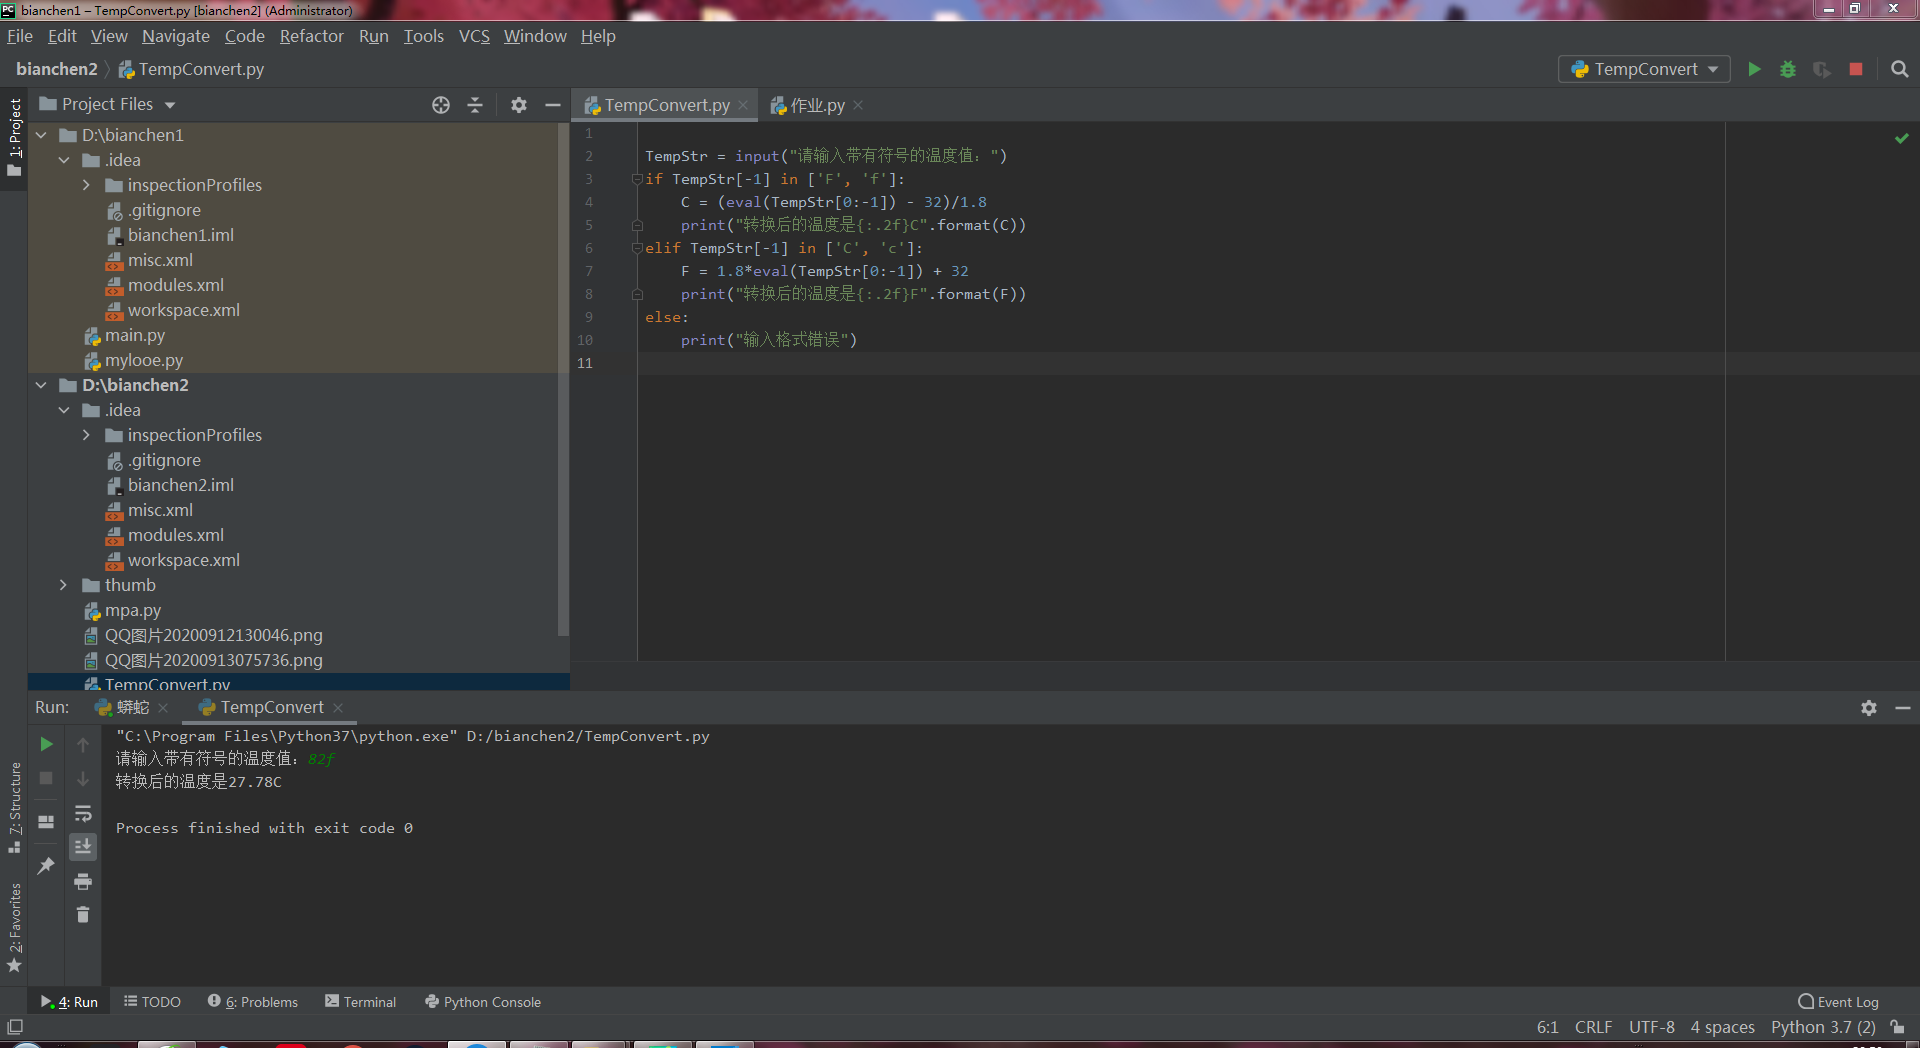 bianchen1 – TempConvert.py [bianchen2] (Administrator)
File Edit View Navigate Code Refactor Run Tools VCS Window Help
bianchen2 TempConvert.py
TempConvert
1: Project
Project Files
TempConvert.py
作业.py
D:\bianchen1
.idea
inspectionProfiles
.gitignore
bianchen1.iml
misc.xml
modules.xml
workspace.xml
main.py
mylooe.py
D:\bianchen2
.idea
inspectionProfiles
.gitignore
bianchen2.iml
misc.xml
modules.xml
workspace.xml
thumb
mpa.py
QQ图片20200912130046.png
QQ图片20200913075736.png
TempConvert.py
1
2 TempStr = input("请输入带有符号的温度值：")
3 if TempStr[-1] in ['F', 'f']:
4 C = (eval(TempStr[0:-1]) - 32)/1.8
5 print("转换后的温度是{:.2f}C".format(C))
6 elif TempStr[-1] in ['C', 'c']:
7 F = 1.8*eval(TempStr[0:-1]) + 32
8 print("转换后的温度是{:.2f}F".format(F))
9 else:
10 print("输入格式错误")
11
Run: 蟒蛇 TempConvert
"C:\Program Files\Python37\python.exe" D:/bianchen2/TempConvert.py
请输入带有符号的温度值：82f
转换后的温度是27.78C
Process finished with exit code 0
7: Structure
2: Favorites
4: Run TODO 6: Problems Terminal Python Console Event Log
6:1 CRLF UTF-8 4 spaces Python 3.7 (2)